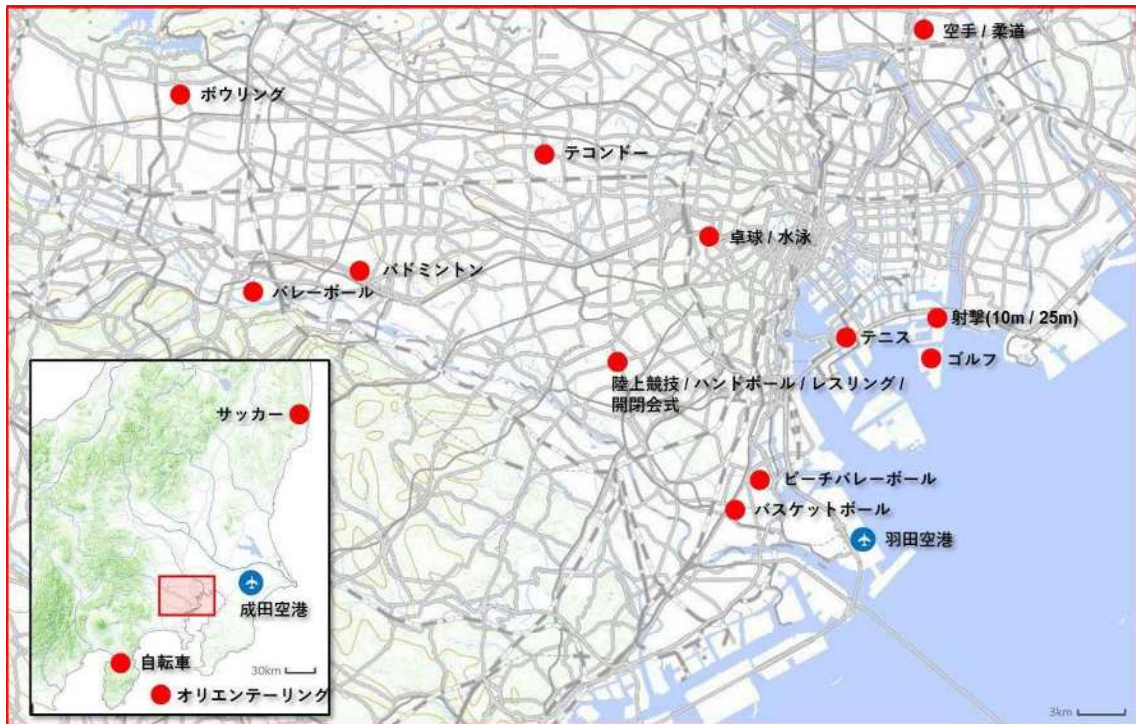 空手 / 柔道
ボウリング
テコンドー
卓球 / 水泳
バドミントン
バレーボール
射撃(10m / 25m)
テニス
ゴルフ
陸上競技 / ハンドボール / レスリング /
開閉会式
サッカー
ビーチバレーボール
バスケットボール
羽田空港
成田空港
自転車
30km
オリエンテーリング
3km